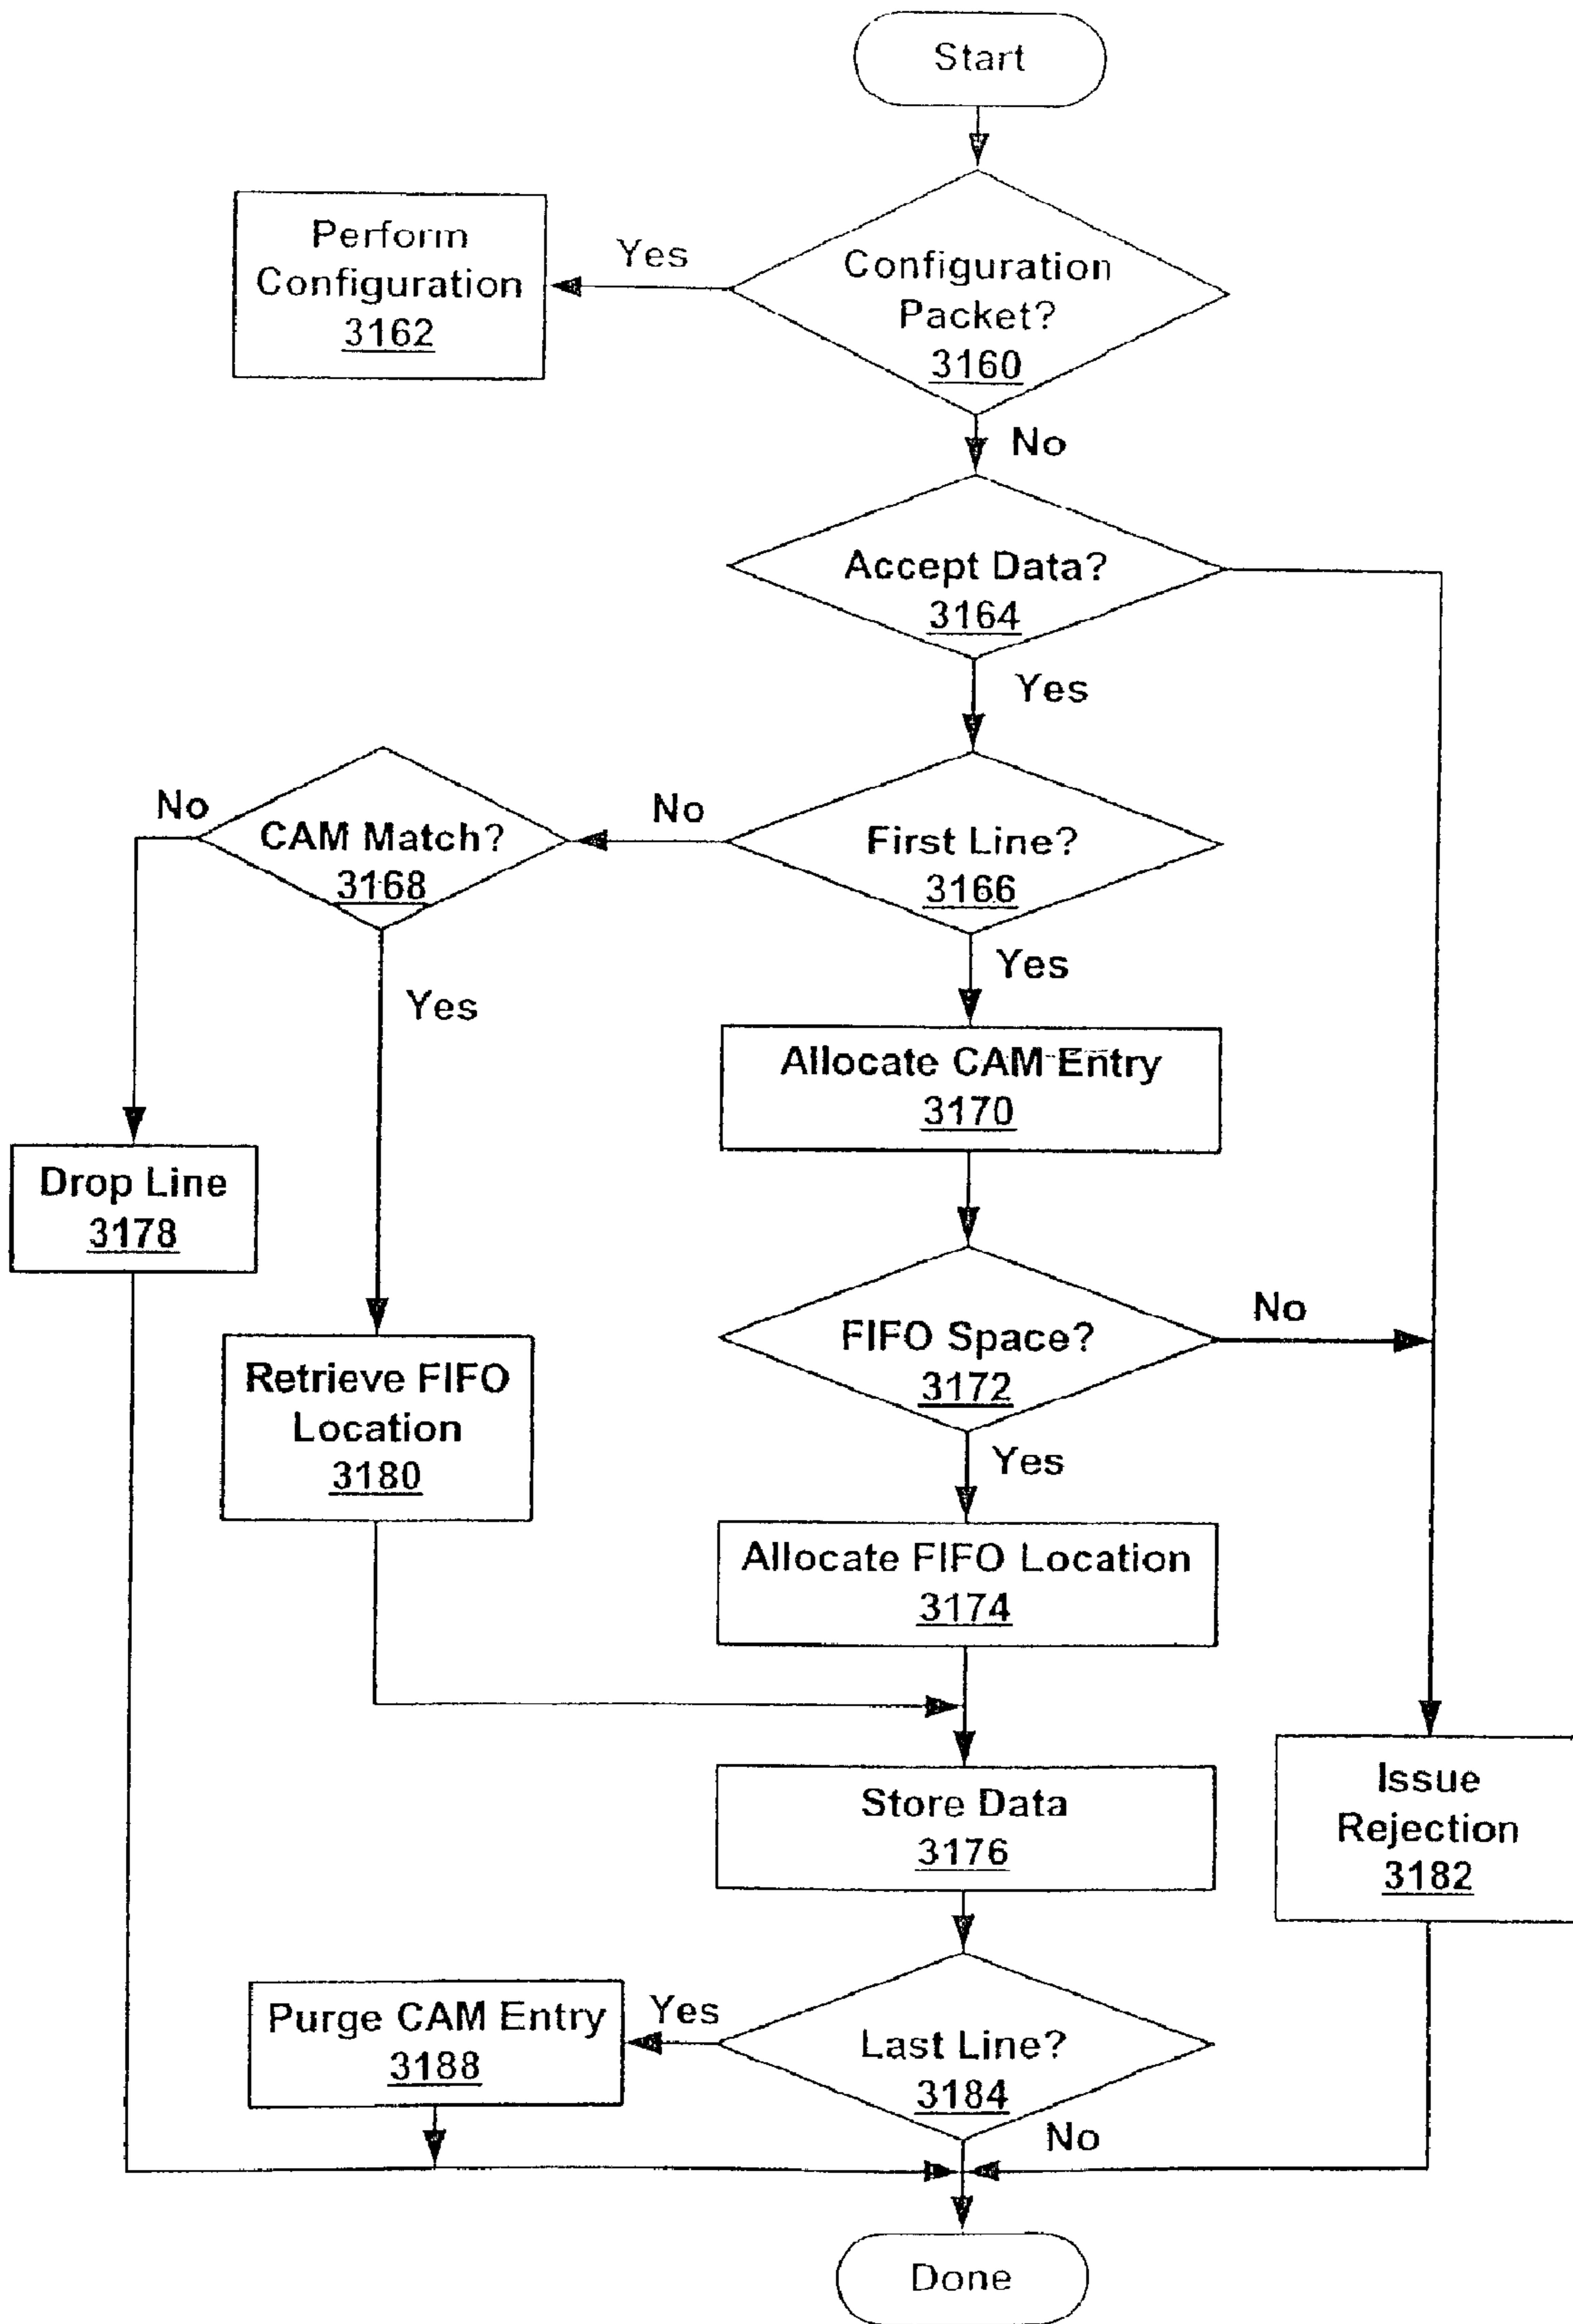 Start
Configuration
Packet?
3160
Yes
Perform
Configuration
3162
No
Accept Data?
3164
Yes
First Line?
3166
No
CAM Match?
3168
No
Yes
Yes
Allocate CAM Entry
3170
Drop Line
3178
FIFO Space?
3172
No
Retrieve FIFO
Location
3180
Yes
Allocate FIFO Location
3174
Store Data
3176
Issue
Rejection
3182
Last Line?
3184
Yes
Purge CAM Entry
3188
No
Done